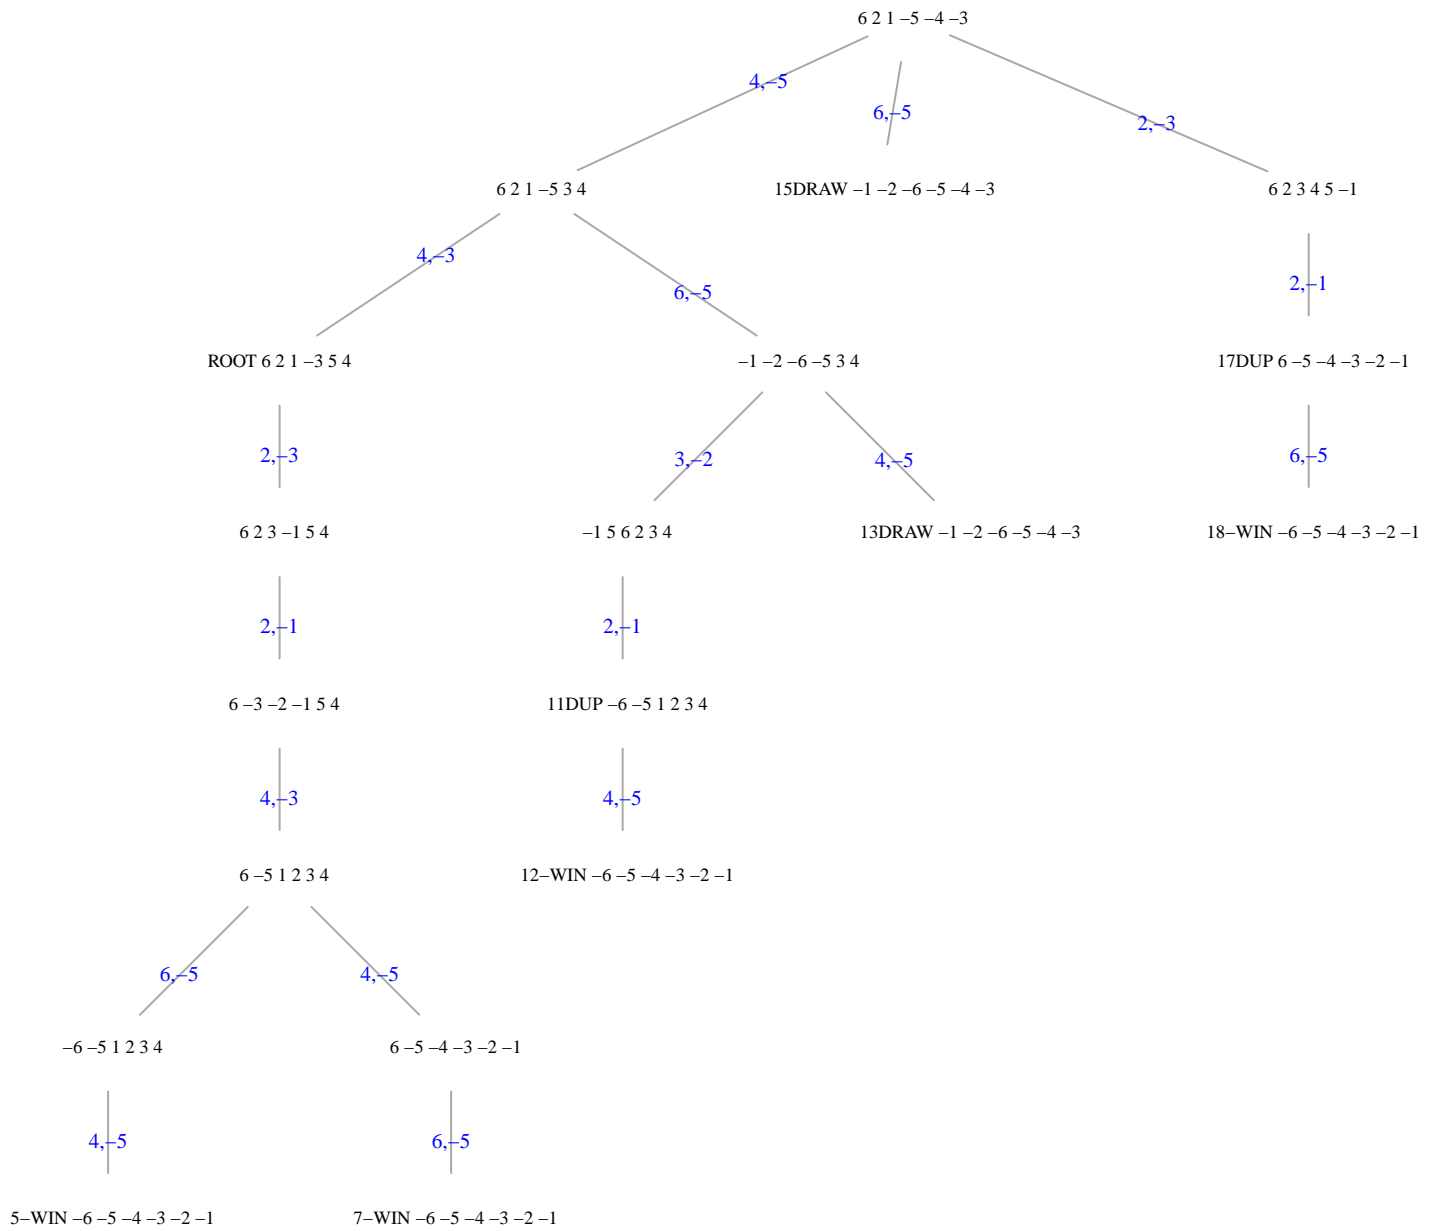 6 2 1 –5 –4 –3
4,–5
6,–5
2,–3
6 2 1 –5 3 4
15DRAW –1 –2 –6 –5 –4 –3
6 2 3 4 5 –1
4,–3
6,–5
2,–1
ROOT 6 2 1 –3 5 4
–1 –2 –6 –5 3 4
17DUP 6 –5 –4 –3 –2 –1
2,–3
3,–2
4,–5
6,–5
6 2 3 –1 5 4
–1 5 6 2 3 4
13DRAW –1 –2 –6 –5 –4 –3
18–WIN –6 –5 –4 –3 –2 –1
2,–1
2,–1
6 –3 –2 –1 5 4
11DUP –6 –5 1 2 3 4
4,–3
4,–5
6 –5 1 2 3 4
12–WIN –6 –5 –4 –3 –2 –1
6,–5
4,–5
–6 –5 1 2 3 4
6 –5 –4 –3 –2 –1
4,–5
6,–5
5–WIN –6 –5 –4 –3 –2 –1
7–WIN –6 –5 –4 –3 –2 –1